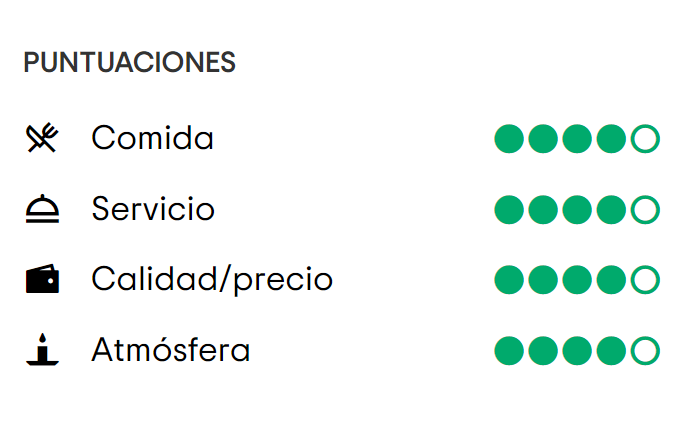 PUNTUACIONES
Comida
Servicio
Calidad/precio
Atmósfera